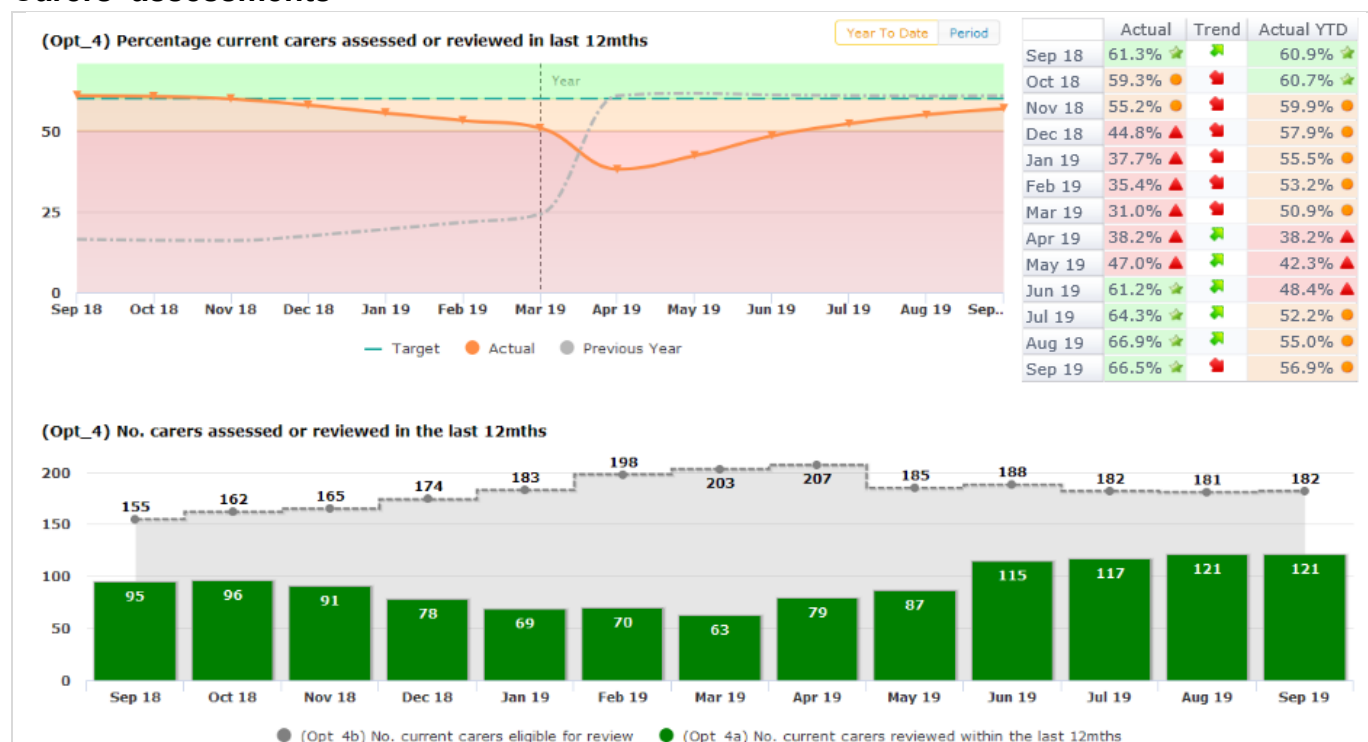 Carers' assessments
(Opt_4) Percentage current carers assessed or reviewed in last 12mths
Year To Date Period
Year
50
25
0
Sep 18 Oct 18 Nov 18 Dec 18 Jan 19 Feb 19 Mar 19 Apr 19 May 19 Jun 19 Jul 19 Aug 19 Sep..
Target Actual Previous Year
Actual Trend Actual YTD
Sep 18 61.3% 60.9%
Oct 18 59.3% 60.7%
Nov 18 55.2% 59.9%
Dec 18 44.8% 57.9%
Jan 19 37.7% 55.5%
Feb 19 35.4% 53.2%
Mar 19 31.0% 50.9%
Apr 19 38.2% 38.2%
May 19 47.0% 42.3%
Jun 19 61.2% 48.4%
Jul 19 64.3% 52.2%
Aug 19 66.9% 55.0%
Sep 19 66.5% 56.9%
(Opt_4) No. carers assessed or reviewed in the last 12mths
200
150
100
50
0
155 162 165 174 183 198 203 207 185 188 182 181 182
95 96 91 78 69 70 63 79 87 115 117 121 121
Sep 18 Oct 18 Nov 18 Dec 18 Jan 19 Feb 19 Mar 19 Apr 19 May 19 Jun 19 Jul 19 Aug 19 Sep 19
(Opt_4b) No. current carers eligible for review (Opt_4a) No. current carers reviewed within the last 12mths